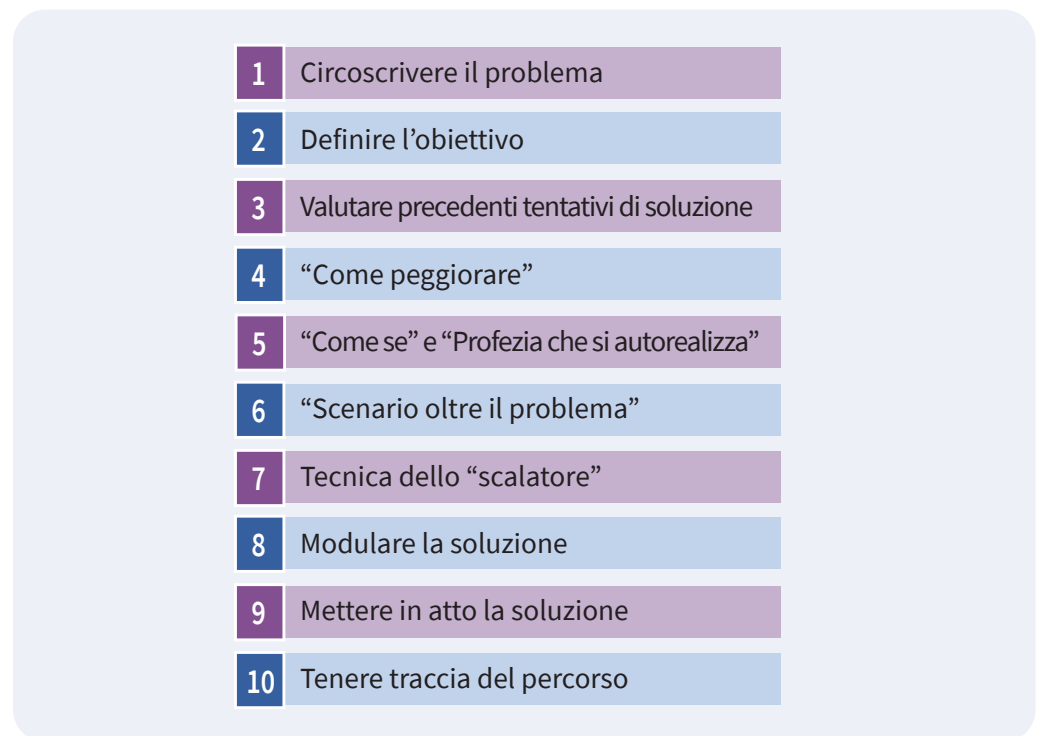 1 Circoscrivere il problema
2 Definire l’obiettivo
3 Valutare precedenti tentativi di soluzione
4 “Come peggiorare”
5 “Come se” e “Profezia che si autorealizza”
6 “Scenario oltre il problema”
7 Tecnica dello “scalatore”
8 Modulare la soluzione
9 Mettere in atto la soluzione
10 Tenere traccia del percorso